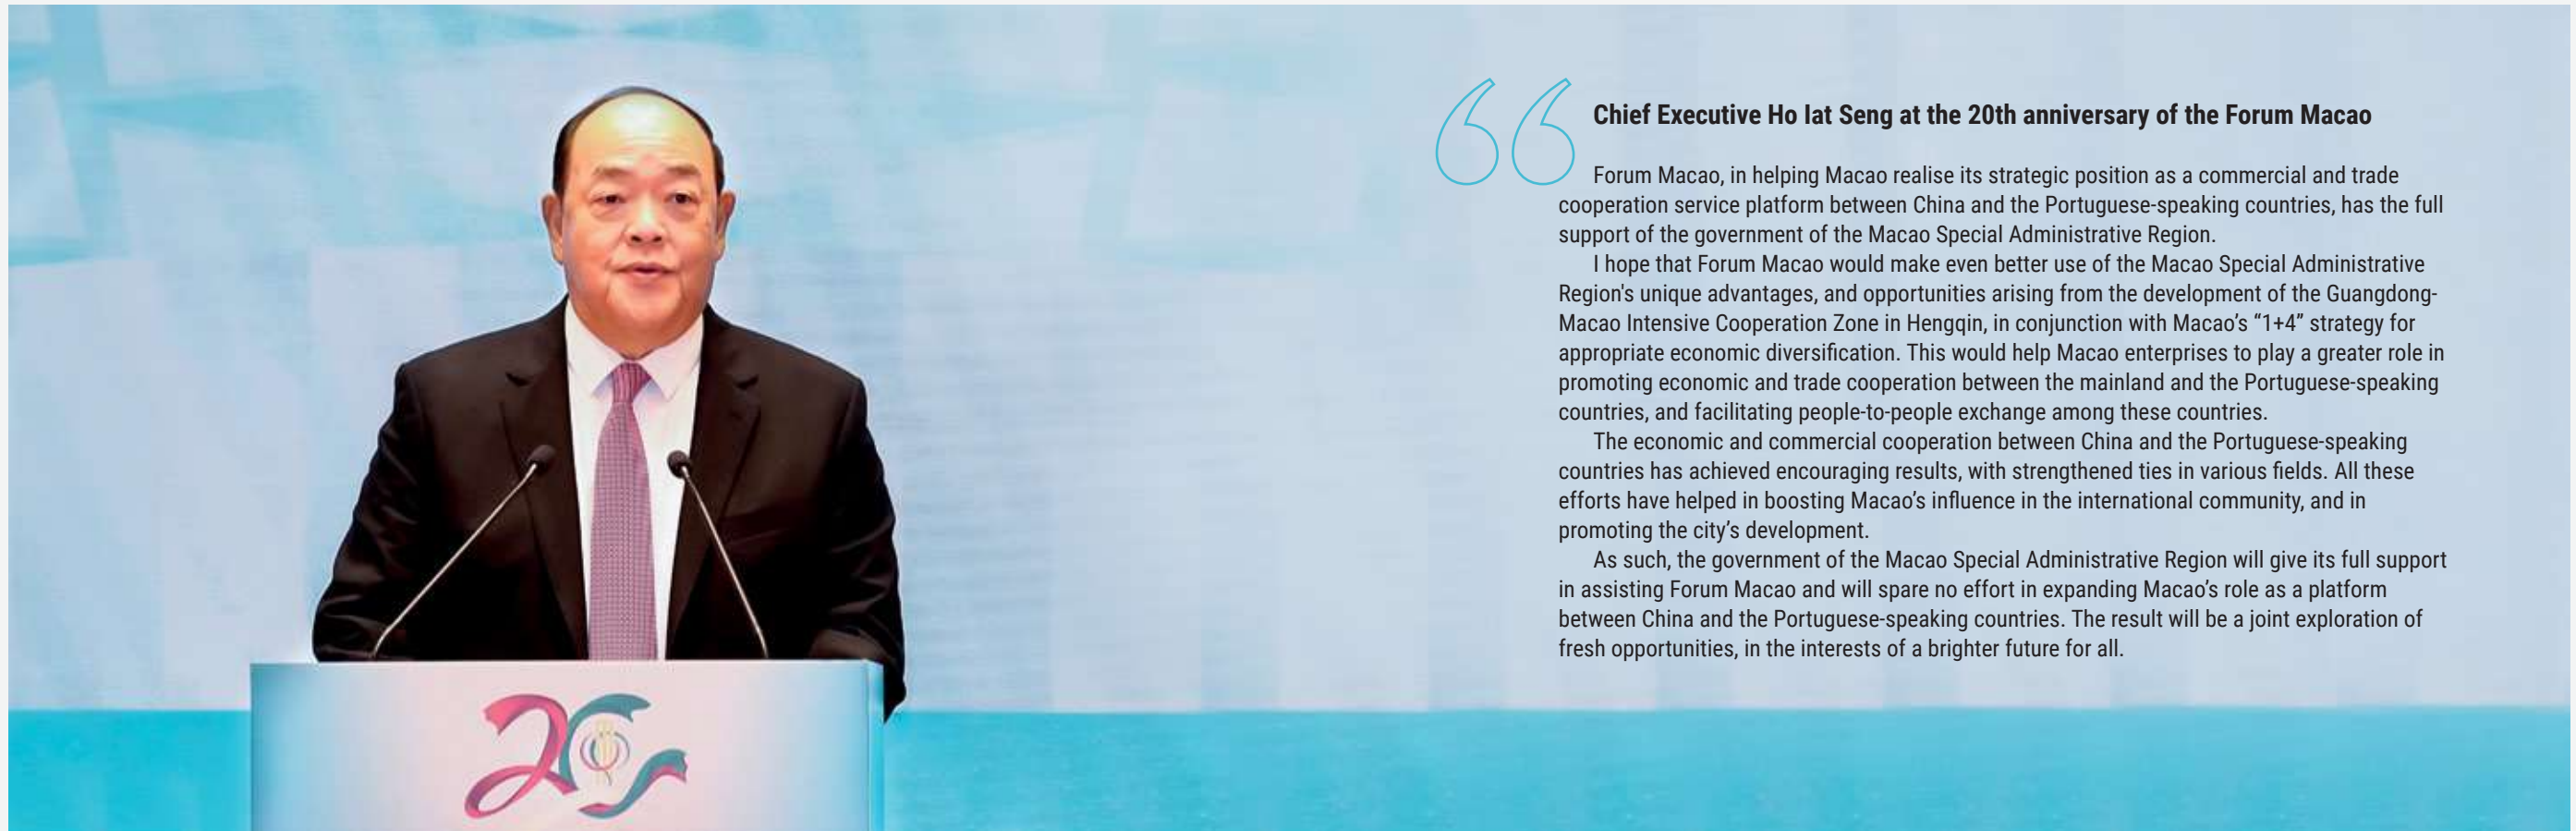 Chief Executive Ho Iat Seng at the 20th anniversary of the Forum Macao
Forum Macao, in helping Macao realise its strategic position as a commercial and trade
cooperation service platform between China and the Portuguese-speaking countries, has the full
support of the government of the Macao Special Administrative Region.
I hope that Forum Macao would make even better use of the Macao Special Administrative
Region's unique advantages, and opportunities arising from the development of the Guangdong-
Macao Intensive Cooperation Zone in Hengqin, in conjunction with Macao’s “1+4” strategy for
appropriate economic diversification. This would help Macao enterprises to play a greater role in
promoting economic and trade cooperation between the mainland and the Portuguese-speaking
countries, and facilitating people-to-people exchange among these countries.
The economic and commercial cooperation between China and the Portuguese-speaking
countries has achieved encouraging results, with strengthened ties in various fields. All these
efforts have helped in boosting Macao’s influence in the international community, and in
promoting the city’s development.
As such, the government of the Macao Special Administrative Region will give its full support
in assisting Forum Macao and will spare no effort in expanding Macao’s role as a platform
between China and the Portuguese-speaking countries. The result will be a joint exploration of
fresh opportunities, in the interests of a brighter future for all.
20